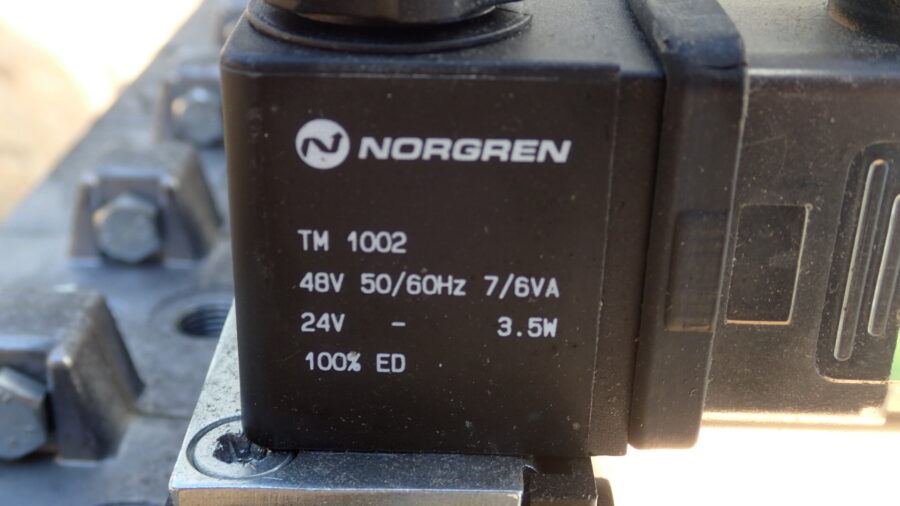 NORGREN
TM 1002
48V 50/60Hz 7/6VA
24V - 3.5W
100% ED